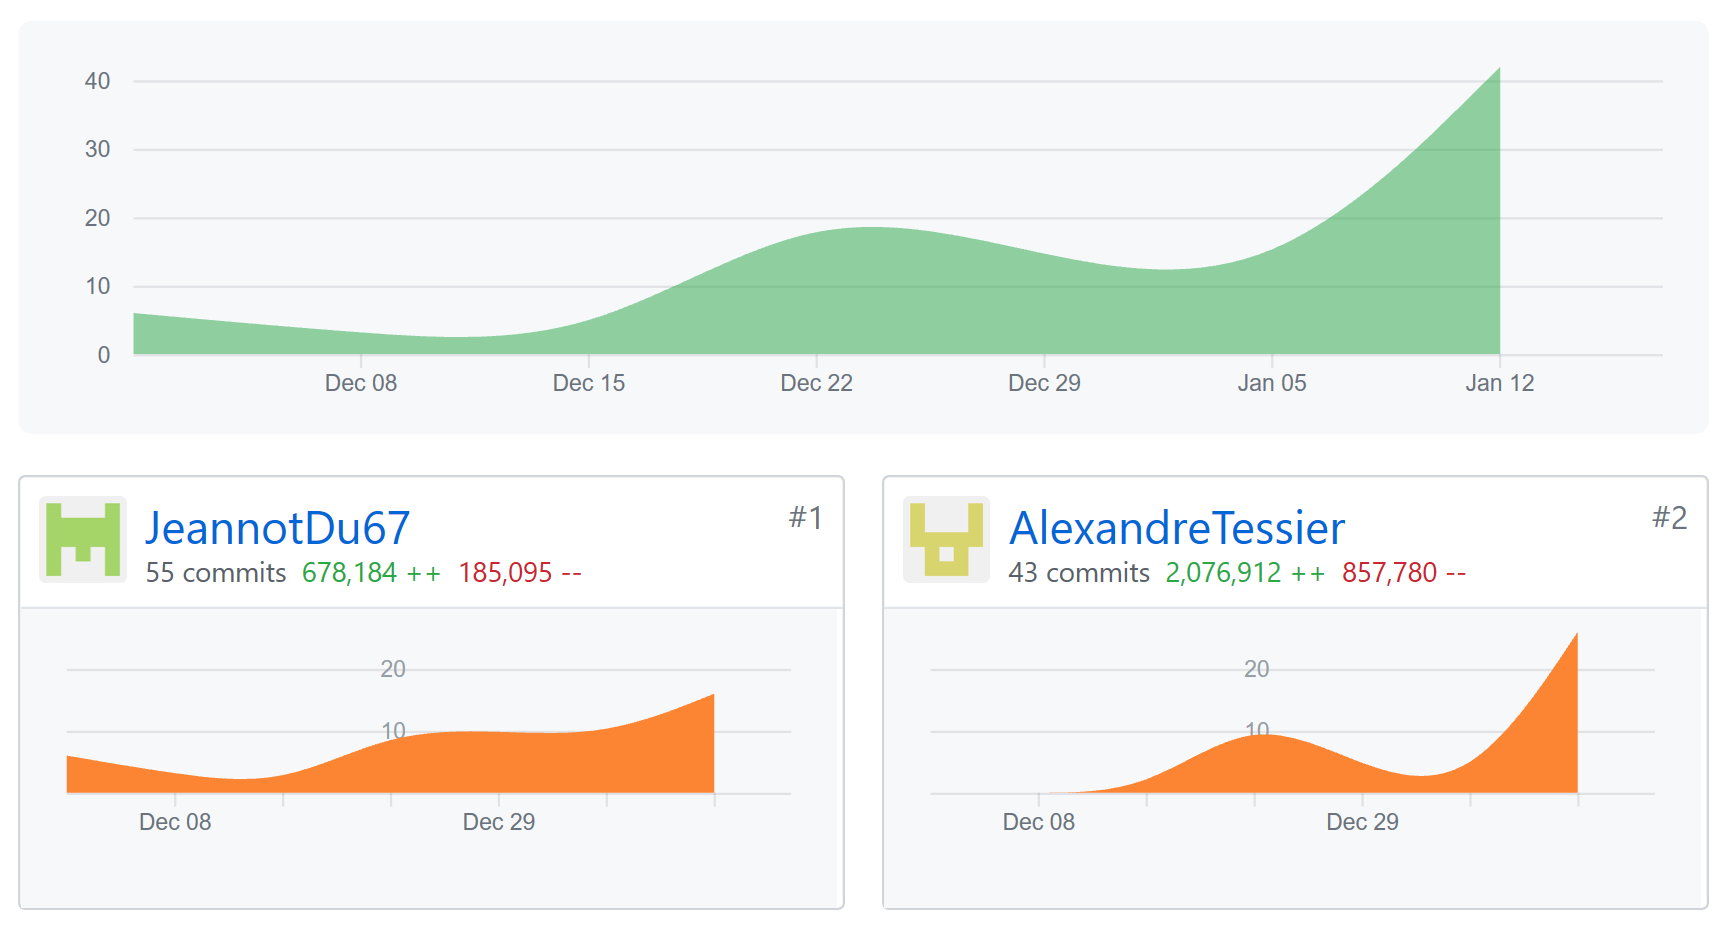 40
30
20
10
0
Dec 08 Dec 15 Dec 22 Dec 29 Jan 05 Jan 12
JeannotDu67 #1
55 commits 678,184 ++ 185,095 --
20
10
Dec 08 Dec 29
AlexandreTessier #2
43 commits 2,076,912 ++ 857,780 --
20
10
Dec 08 Dec 29